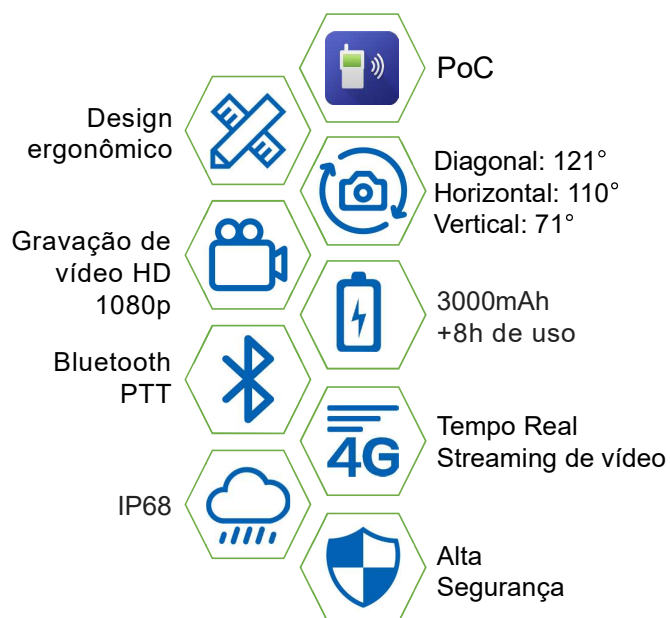 PoC
Design
ergonômico
Diagonal: 121°
Horizontal: 110°
Vertical: 71°
Gravação de
vídeo HD
1080p
3000mAh
+8h de uso
Bluetooth
PTT
4G
Tempo Real
Streaming de vídeo
IP68
Alta
Segurança